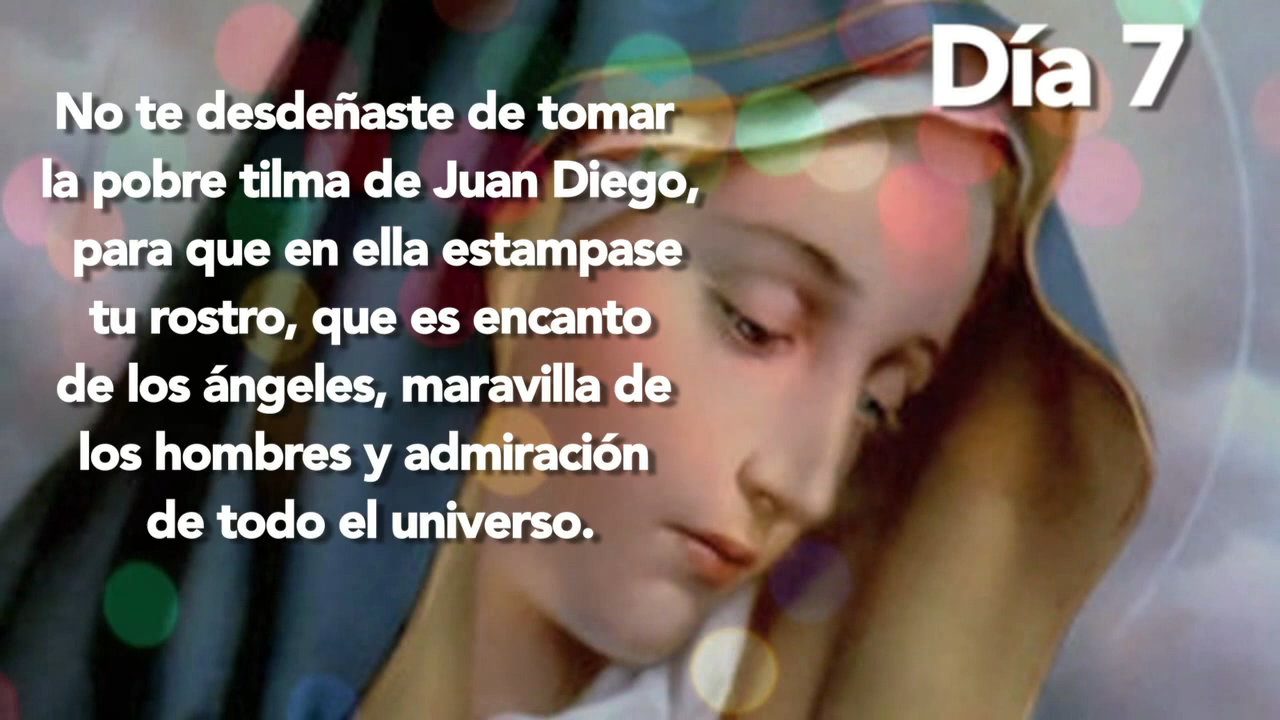 Día 7
No te desdeñaste de tomar
la pobre tilma de Juan Diego,
para que en ella estampase
tu rostro, que es encanto
de los ángeles, maravilla de
los hombres y admiración
de todo el universo.